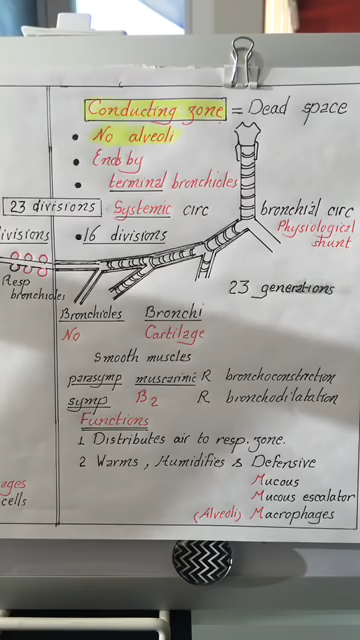 Conducting zone = Dead space
• No alveoli
• Ends by
• terminal bronchioles
23 divisions Systemic circ bronchial circ
Physiological shunt
ivisions • 16 divisions
Resp bronchioles
23 generations
Bronchioles Bronchi
No Cartilage
Smooth muscles
parasymp muscarinic R bronchoconstriction
symp B2 R bronchodilatation
Functions
1 Distributes air to resp. zone.
2 Warms, Humidifies & Defensive
Mucous
ages
Mucous escalator
cells
(Alveoli) Macrophages